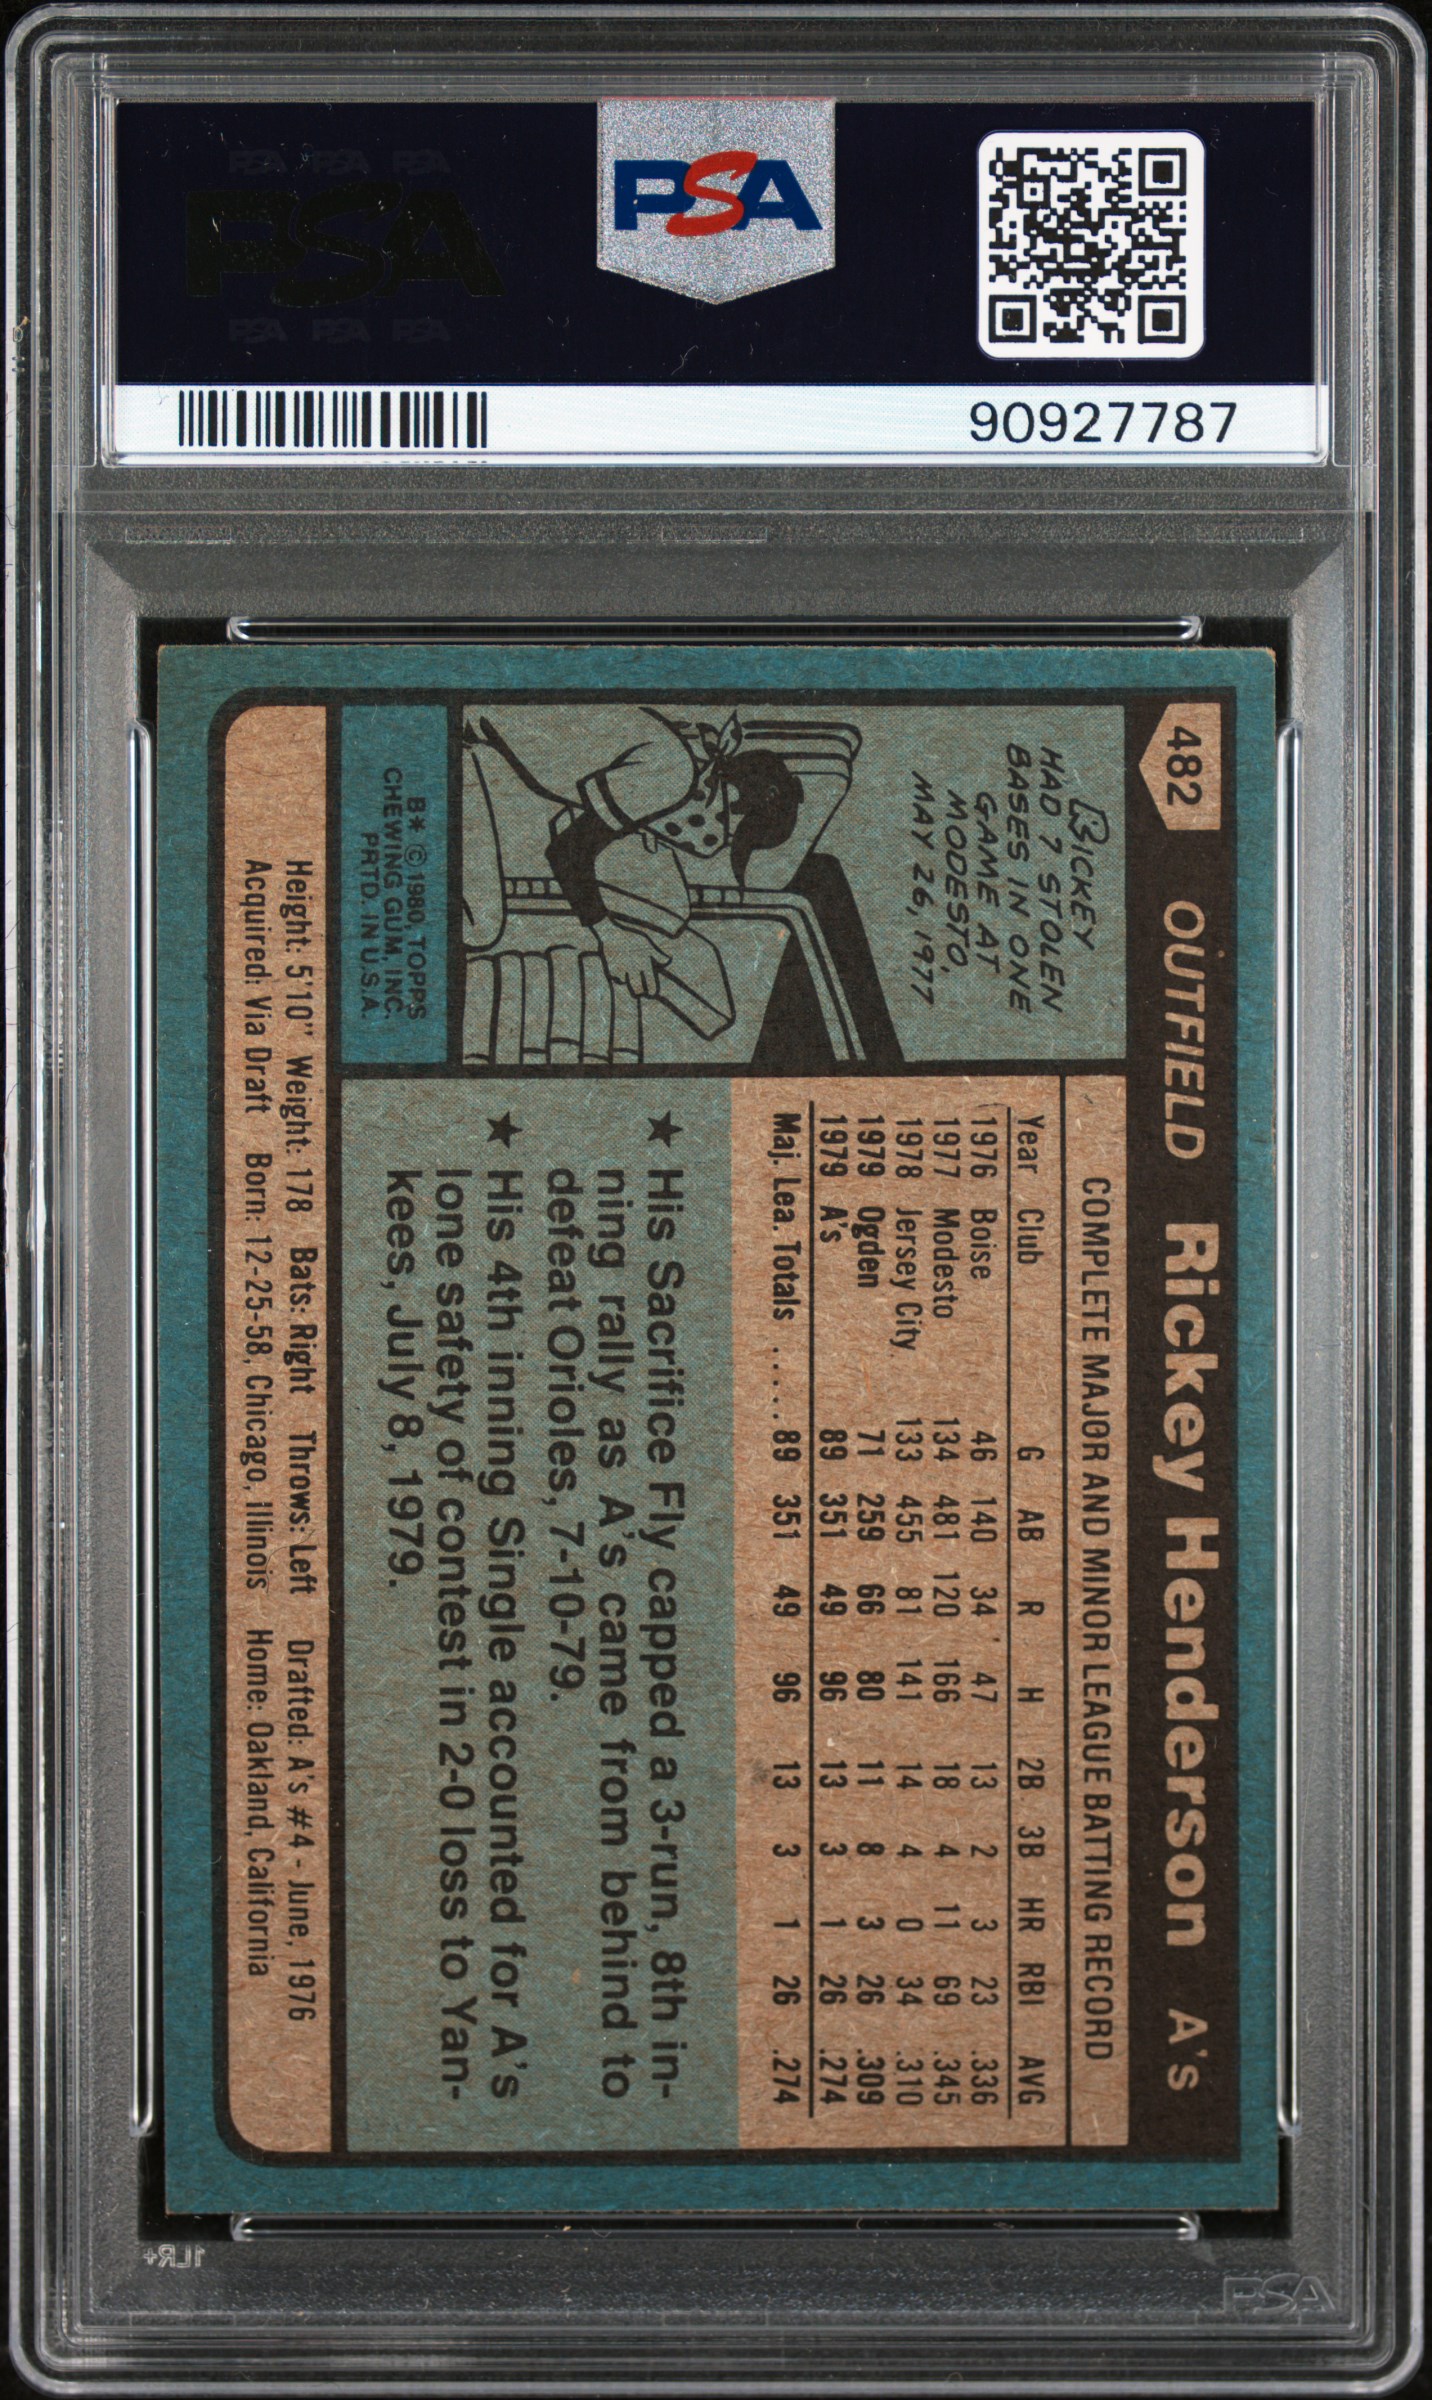 PSA PSA PSA
PSA
PSA PSA PSA
PSA
90927787
482 OUTFIELD Rickey Henderson A's
RICKEY
HAD 7 STOLEN
BASES IN ONE
GAME AT
MODESTO,
MAY 26, 1977
B* © 1980, TOPPS
CHEWING GUM, INC.
PRTD. IN U.S.A.
COMPLETE MAJOR AND MINOR LEAGUE BATTING RECORD
Year Club G AB R H 2B 3B HR RBI AVG
1976 Boise 46 140 34 47 13 2 3 23 .336
1977 Modesto 134 481 120 166 18 4 11 69 .345
1978 Jersey City 133 455 81 141 14 4 0 34 .310
1979 Ogden 71 259 66 80 11 8 3 26 .309
1979 A's 89 351 49 96 13 3 1 26 .274
Maj. Lea. Totals ..... 89 351 49 96 13 3 1 26 .274
★ His Sacrifice Fly capped a 3-run, 8th in-
ning rally as A's came from behind to
defeat Orioles, 7-10-79.
★ His 4th inning Single accounted for A's
lone safety of contest in 2-0 loss to Yan-
kees, July 8, 1979.
Height: 5'10" Weight: 178 Bats: Right Throws: Left Drafted: A's #4 - June, 1976
Acquired: Via Draft Born: 12-25-58, Chicago, Illinois Home: Oakland, California
1LR+
PSA